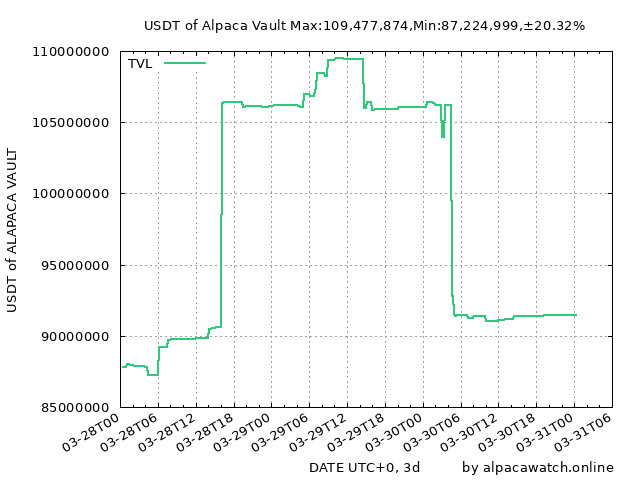 USDT of Alpaca Vault Max:109,477,874,Min:87,224,999,±20.32%
TVL
110000000
105000000
100000000
95000000
90000000
85000000
USDT of ALAPACA VAULT
03-28T00
03-28T06
03-28T12
03-28T18
03-29T00
03-29T06
03-29T12
03-29T18
03-30T00
03-30T06
03-30T12
03-30T18
03-31T00
03-31T06
DATE UTC+0, 3d
by alpacawatch.online